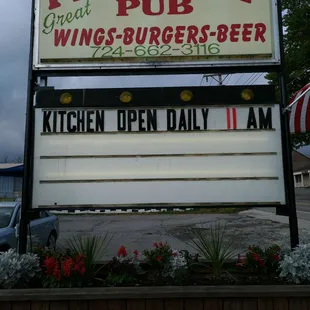 Great PUB
WINGS-BURGERS-BEER
724-662-3116
KITCHEN OPEN DAILY 11 AM